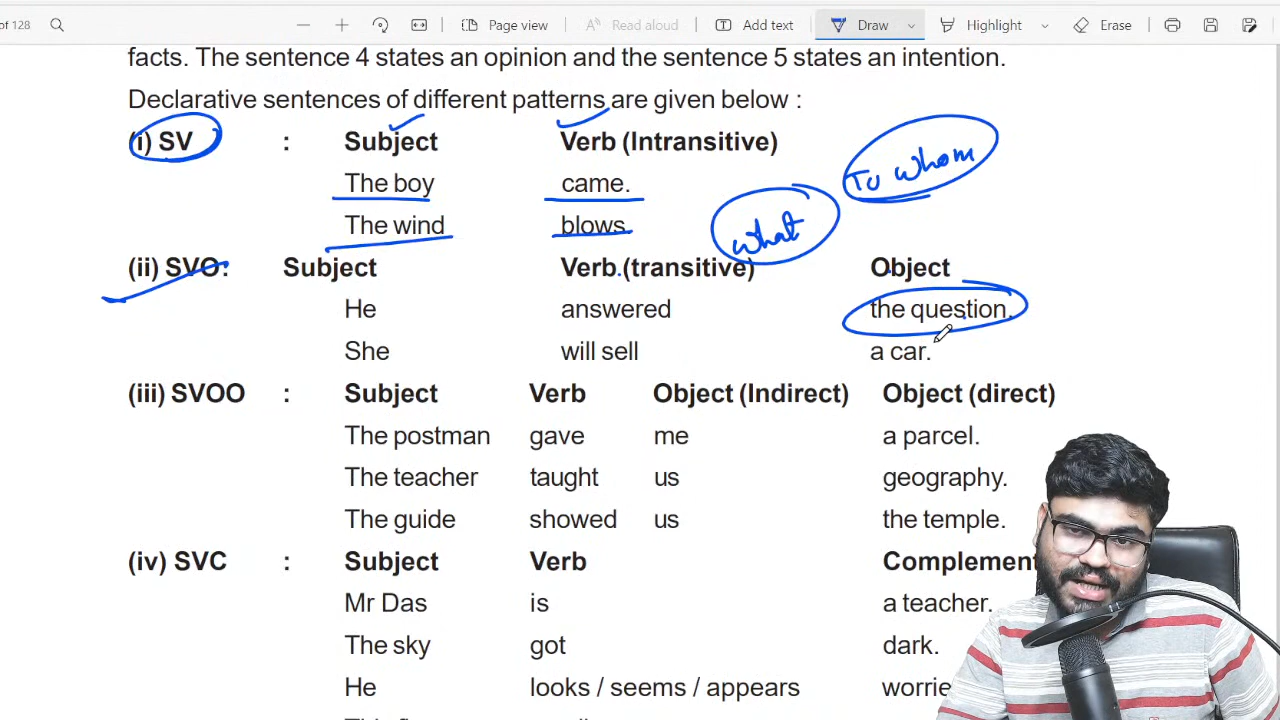 of 128 Page view Read aloud Add text Draw Highlight Erase
facts. The sentence 4 states an opinion and the sentence 5 states an intention.
Declarative sentences of different patterns are given below :
(i) SV : Subject Verb (Intransitive)
To whom
The boy came.
The wind blows.
what
(ii) SVO: Subject Verb (transitive) Object
He answered the question.
She will sell a car.
(iii) SVOO : Subject Verb Object (Indirect) Object (direct)
The postman gave me a parcel.
The teacher taught us geography.
The guide showed us the temple.
(iv) SVC : Subject Verb Complement
Mr Das is a teacher.
The sky got dark.
He looks / seems / appears